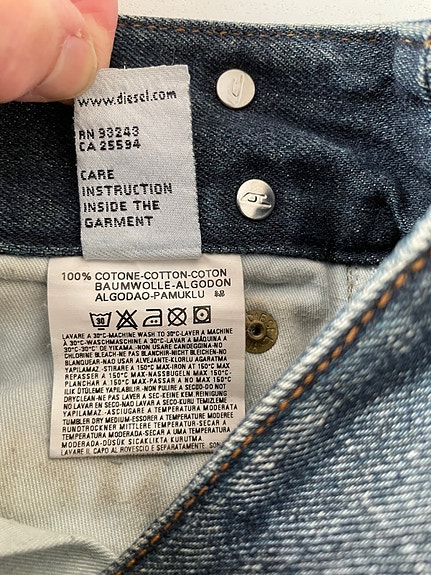 www.diesel.com
RN 93243
CA 25594
CARE
INSTRUCTION
INSIDE THE
GARMENT
100% COTONE-COTTON-COTON
BAUMWOLLE-ALGODON
ALGODAO-PAMUKLU
30
LAVARE A 30°C-MACHINE WASH TO 30°C-LAVER A MACHINE
A 30°C-WASCHMASCHINE A 30°C-LAVAR A MÁQUINA A
30°C-30°C' DE YIKAMA.-NON USARE CANDEGGINA-NO
CHLORINE BLEACH-NE PAS BLANCHIR-NICHT BLEICHEN-NO
BLANQUEAR-NAO USAR ALVEJANTE-KLORLU AGARTMA
YAPILAMAZ.-STIRARE A 150°C MAX-IRON AT 150°C MAX
REPASSER A 150°C MAX-NASSBUGELN MAX 150°C-
PLANCHAR A 150°C MAX-PASSAR A NO MAX 150°C
ILIK ÜTÜLEME YAPILABILIR-NON PULIRE A SECCO-DO NOT
DRYCLEAN-NE PAS LAVER A SEC-KEINE KEM.REINIGUNG
NO LAVAR EN SECO-NAO LAVAR A SECO-KURU TEMIZLEME
YAPILAMAZ.-ASCIUGARE A TEMPERATURA MODERATA
TUMBLER DRY MEDIUM-ESSORER A TEMPERATURE MODEREE
RUNDTROCKNER MITTLERE TEMPERATUR-SECAR A
TEMPERATURA MODERADA-SECAR A UMA TEMPERATURA
MODERADA-DÜSÜK SICAKLIKTA KURUTMA.
LAVARE IL CAPO AL ROVESCIO E SEPARATAMENTE.